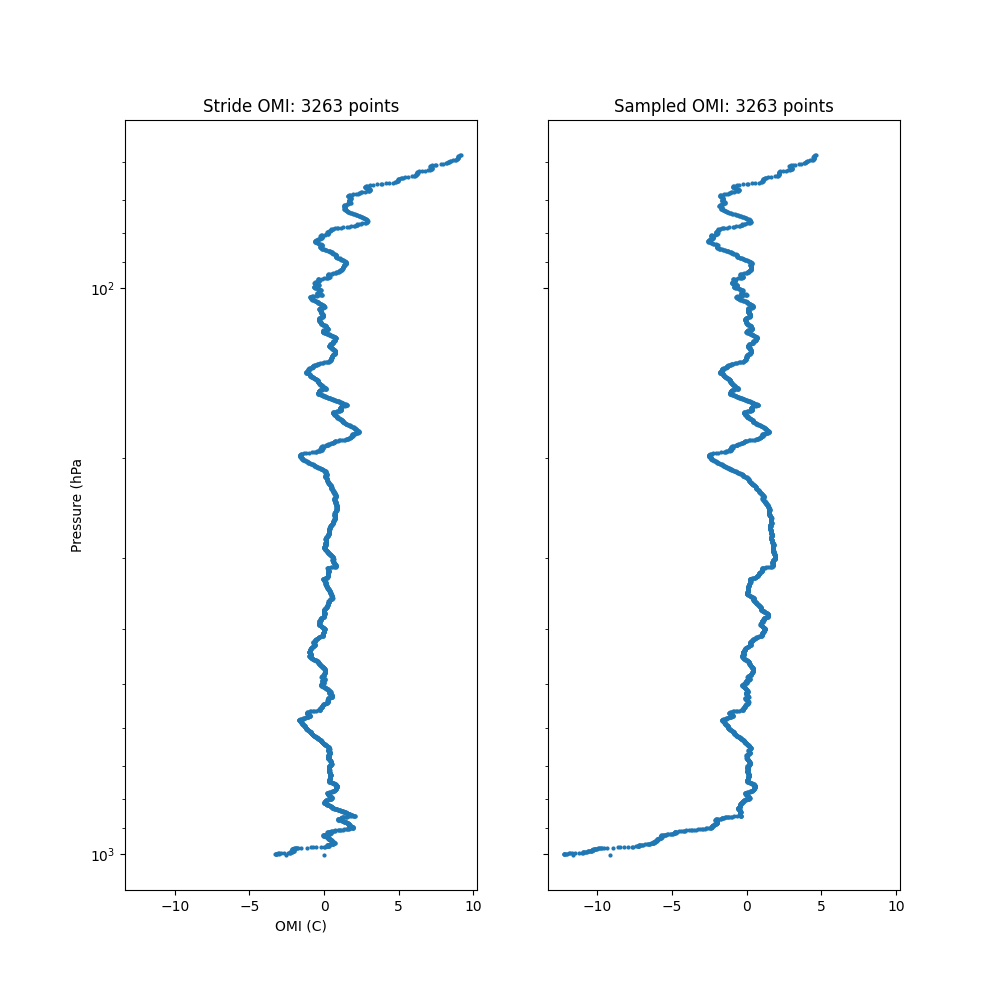 Stride OMI: 3263 points
Sampled OMI: 3263 points
Pressure (hPa
10²
10³
−10 −5 0 5 10
−10 −5 0 5 10
OMI (C)